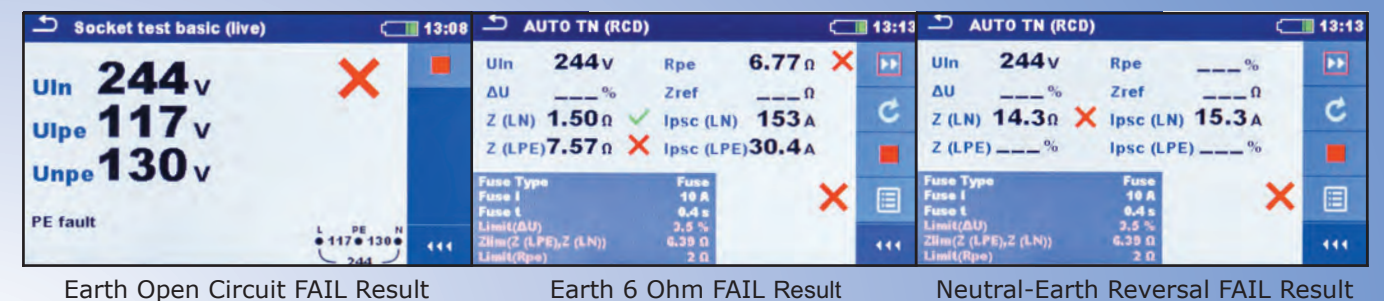 Socket test basic (live) 13:08
Uln 244 v
Ulpe 117 v
Unpe 130 v
PE fault
L PE N
117 130
244
AUTO TN (RCD) 13:13
Uln 244 v Rpe 6.77 Ω
ΔU ___% Zref ___Ω
Z (LN) 1.50 Ω Ipsc (LN) 153 A
Z (LPE) 7.57 Ω Ipsc (LPE) 30.4 A
Fuse Type Fuse
Fuse I 10 A
Fuse t 0.4 s
Limit(ΔU) 3.5 %
Zlim(Z (LPE),Z (LN)) 6.39 Ω
Limit(Rpe) 2 Ω
AUTO TN (RCD) 13:13
Uln 244 v Rpe ___%
ΔU ___% Zref ___Ω
Z (LN) 14.3 Ω Ipsc (LN) 15.3 A
Z (LPE) ___% Ipsc (LPE) ___%
Fuse Type Fuse
Fuse I 10 A
Fuse t 0.4 s
Limit(ΔU) 3.5 %
Zlim(Z (LPE),Z (LN)) 6.39 Ω
Limit(Rpe) 2 Ω
Earth Open Circuit FAIL Result
Earth 6 Ohm FAIL Result
Neutral-Earth Reversal FAIL Result